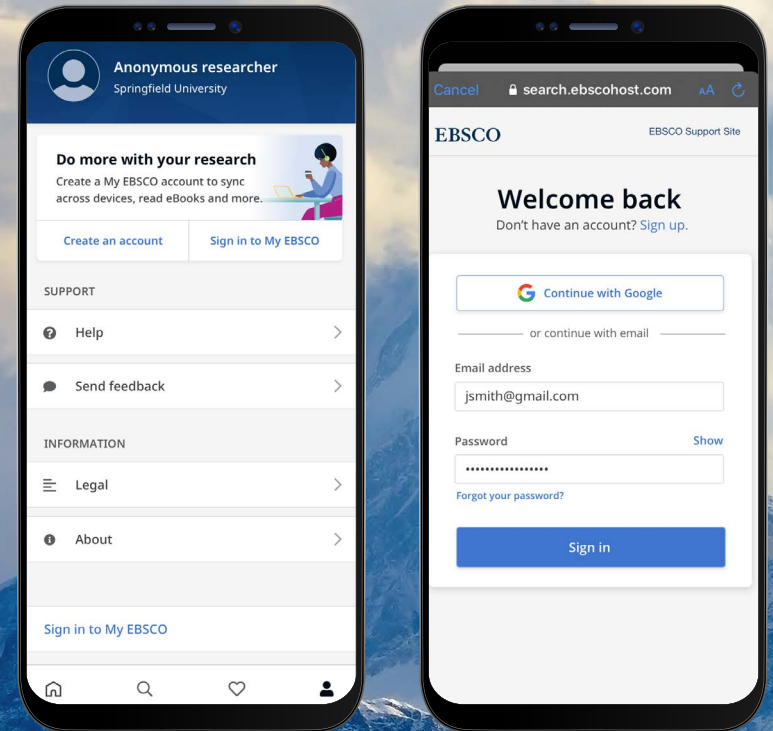 Anonymous researcher
Springfield University
Do more with your research
Create a My EBSCO account to sync
across devices, read eBooks and more.
Create an account
Sign in to My EBSCO
SUPPORT
Help
Send feedback
INFORMATION
Legal
About
Sign in to My EBSCO
Cancel
search.ebscohost.com
AA
EBSCO
EBSCO Support Site
Welcome back
Don't have an account? Sign up.
Continue with Google
or continue with email
Email address
jsmith@gmail.com
Password
Show
•••••••••••••••••
Forgot your password?
Sign in